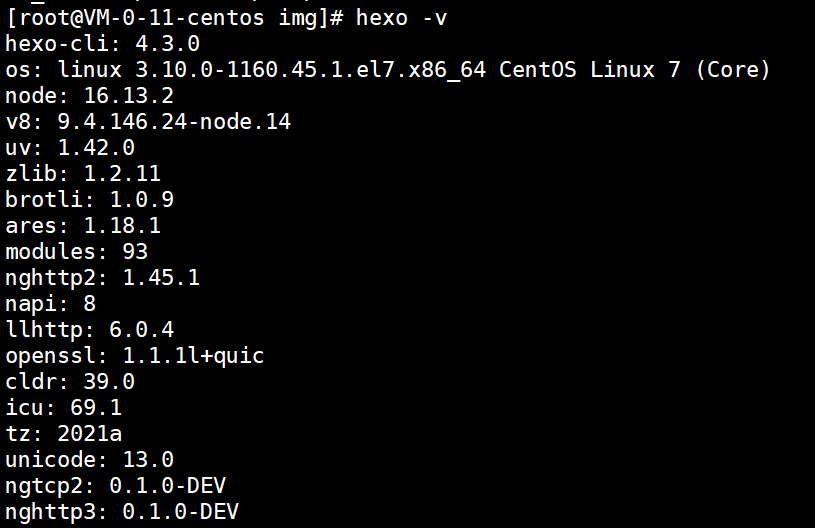 [root@VM-0-11-centos img]# hexo -v
hexo-cli: 4.3.0
os: linux 3.10.0-1160.45.1.el7.x86_64 CentOS Linux 7 (Core)
node: 16.13.2
v8: 9.4.146.24-node.14
uv: 1.42.0
zlib: 1.2.11
brotli: 1.0.9
ares: 1.18.1
modules: 93
nghttp2: 1.45.1
napi: 8
llhttp: 6.0.4
openssl: 1.1.1l+quic
cldr: 39.0
icu: 69.1
tz: 2021a
unicode: 13.0
ngtcp2: 0.1.0-DEV
nghttp3: 0.1.0-DEV